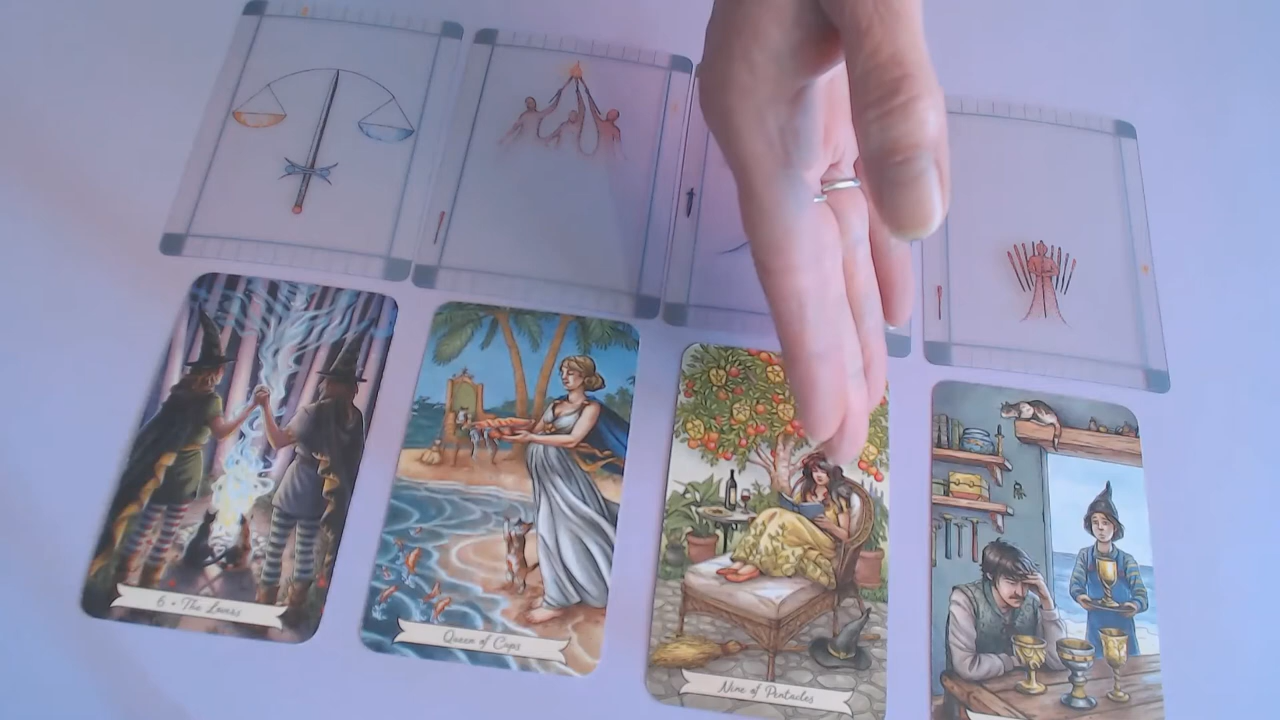 6 • The Lovers
Queen of Cups
Nine of Pentacles